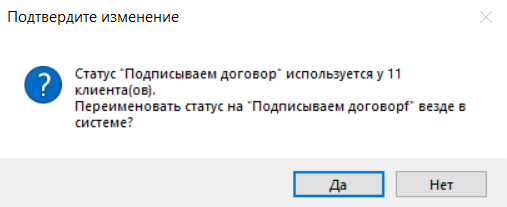 Подтвердите изменение
Статус "Подписываем договор" используется у 11
клиента(ов).
Переименовать статус на "Подписываем договорf" везде в
системе?
Да
Нет